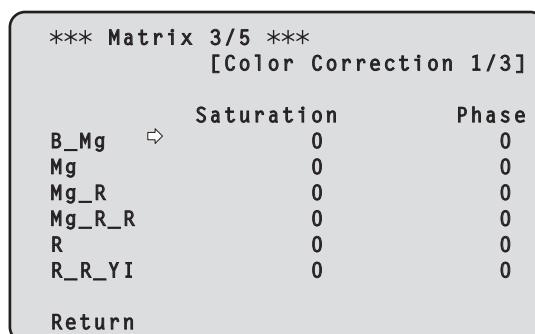 *** Matrix 3/5 ***
[Color Correction 1/3]
Saturation Phase
B_Mg ⇨ 0 0
Mg 0 0
Mg_R 0 0
Mg_R_R 0 0
R 0 0
R_R_YI 0 0
Return